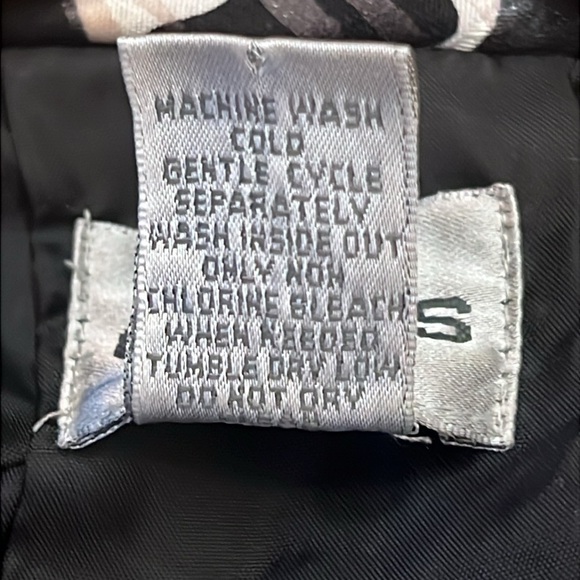 MACHINE WASH
COLD
GENTLE CYCLE
SEPARATELY
WASH INSIDE OUT
ONLY NON
CHLORINE BLEACH
WHEN NEEDED
TUMBLE DRY LOW
DO NOT DRY
S